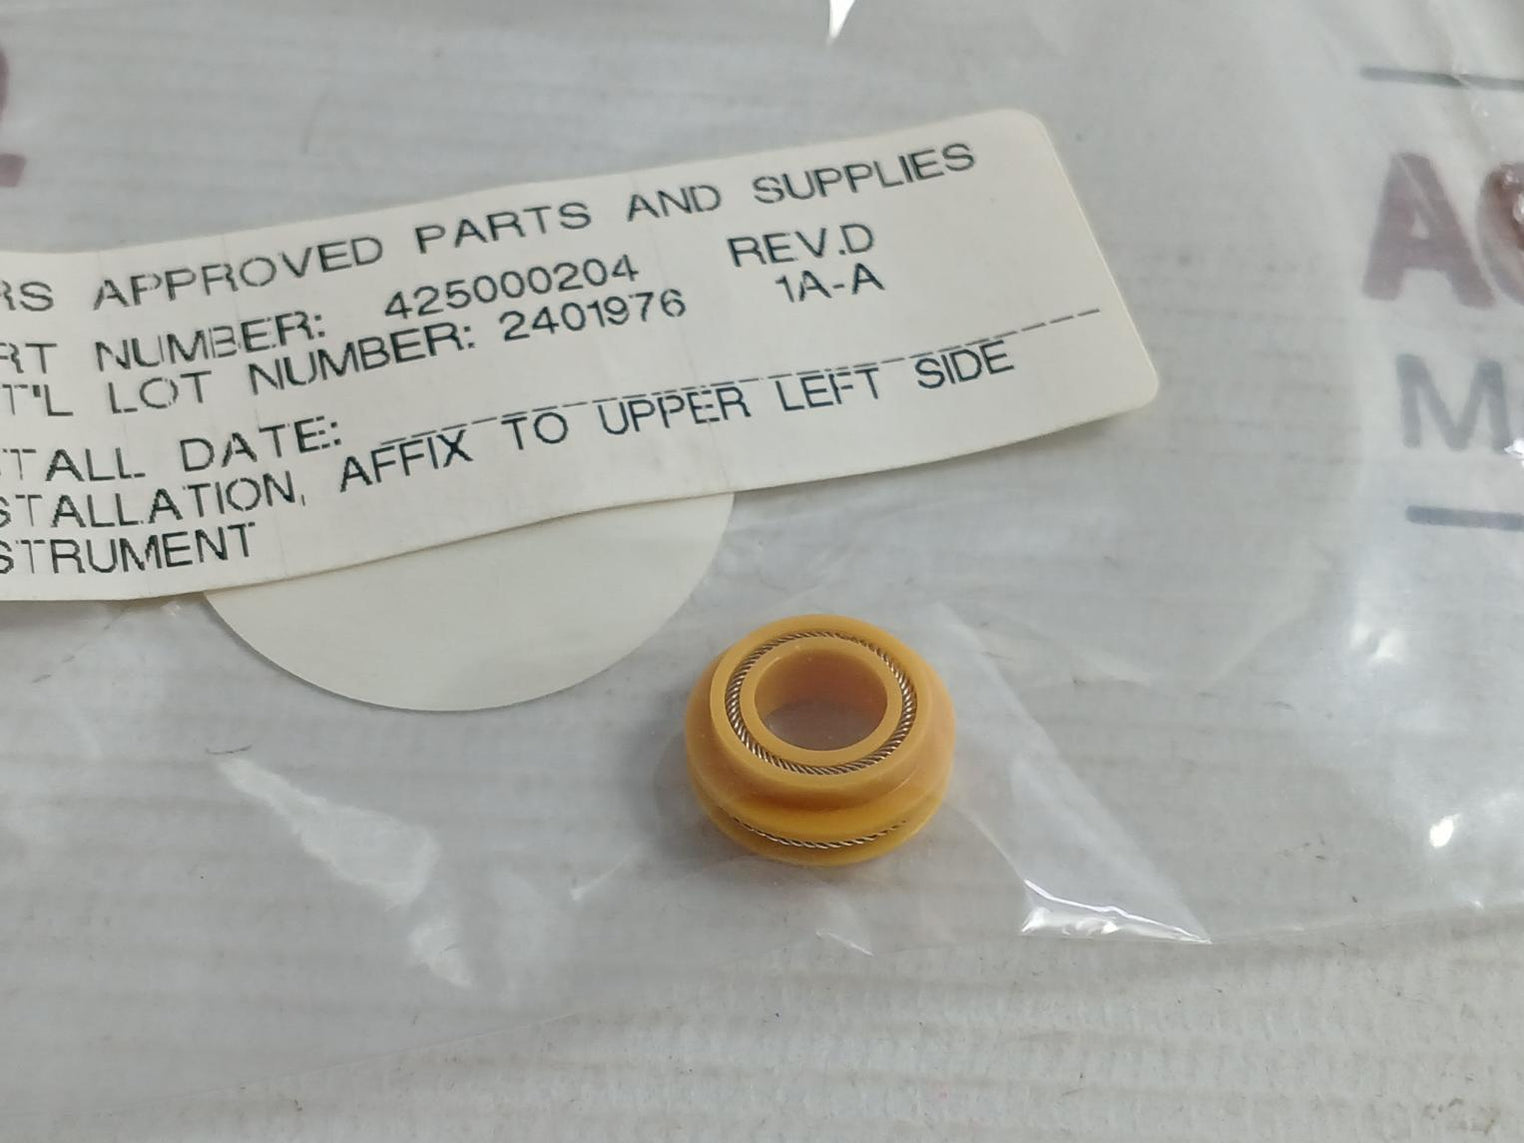 RS APPROVED PARTS AND SUPPLIES
RT NUMBER: 425000204 REV.D
T'L LOT NUMBER: 2401976 1A-A
TALL DATE:
STALLATION, AFFIX TO UPPER LEFT SIDE
STRUMENT
M